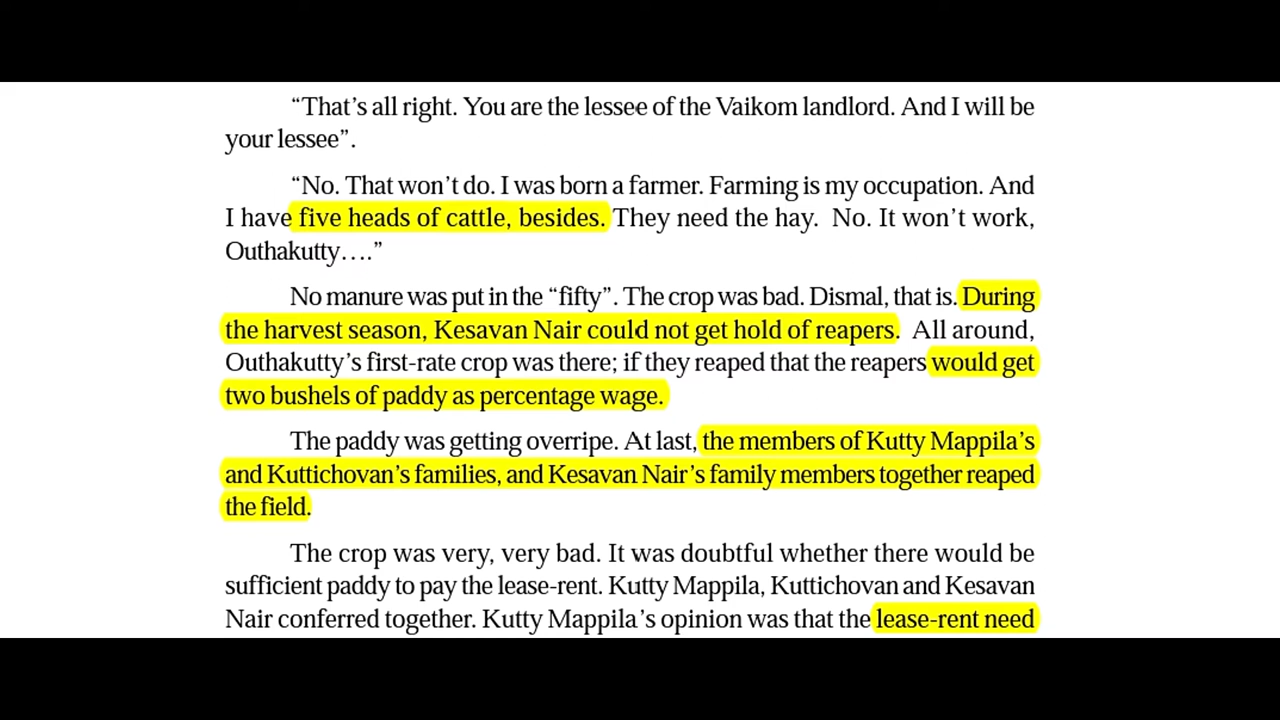 “That’s all right. You are the lessee of the Vaikom landlord. And I will be
your lessee”.
“No. That won’t do. I was born a farmer. Farming is my occupation. And
I have five heads of cattle, besides. They need the hay. No. It won’t work,
Outhakutty….”
No manure was put in the “fifty”. The crop was bad. Dismal, that is. During
the harvest season, Kesavan Nair could not get hold of reapers. All around,
Outhakutty’s first-rate crop was there; if they reaped that the reapers would get
two bushels of paddy as percentage wage.
The paddy was getting overripe. At last, the members of Kutty Mappila’s
and Kuttichovan’s families, and Kesavan Nair’s family members together reaped
the field.
The crop was very, very bad. It was doubtful whether there would be
sufficient paddy to pay the lease-rent. Kutty Mappila, Kuttichovan and Kesavan
Nair conferred together. Kutty Mappila’s opinion was that the lease-rent need